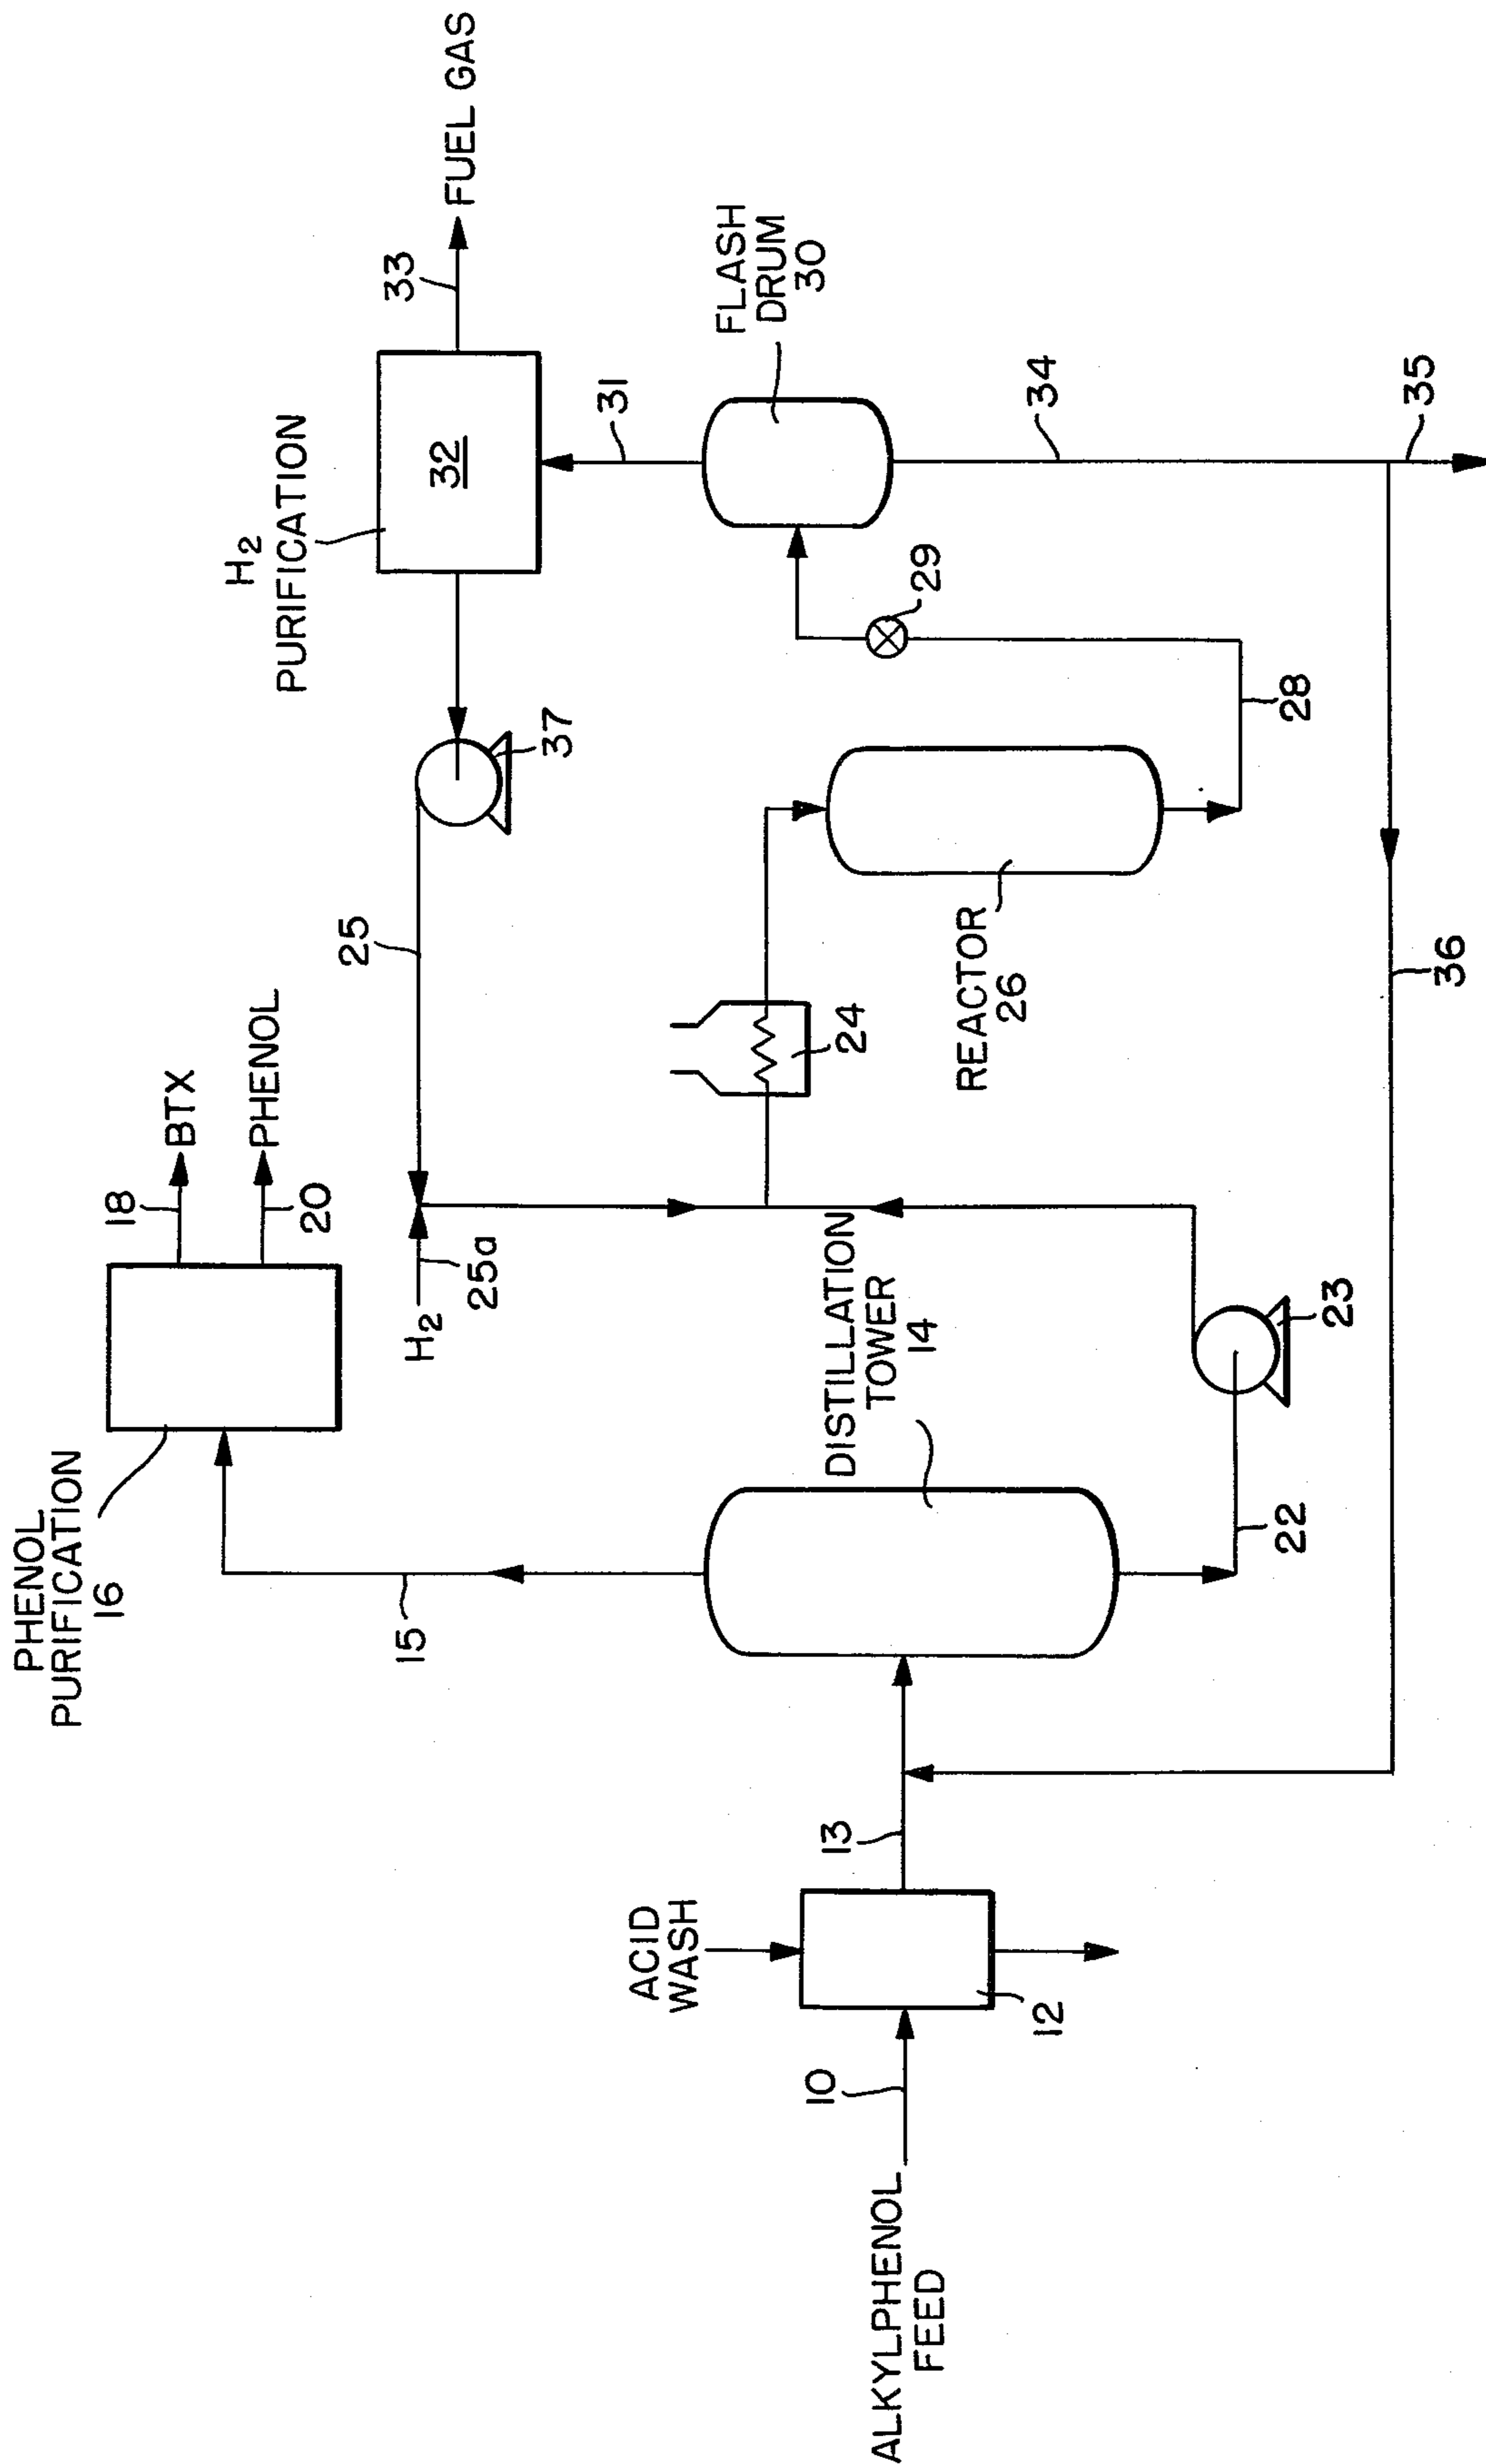 PHENOL
PURIFICATION
16
18
BTX
20
PHENOL
15
H2
25a
25
37
H2
PURIFICATION
32
33
FUEL GAS
31
FLASH
DRUM
30
29
28
34
35
36
REACTOR
26
24
DISTILLATION
TOWER
14
23
22
13
ACID
WASH
12
10
ALKYLPHENOL
FEED